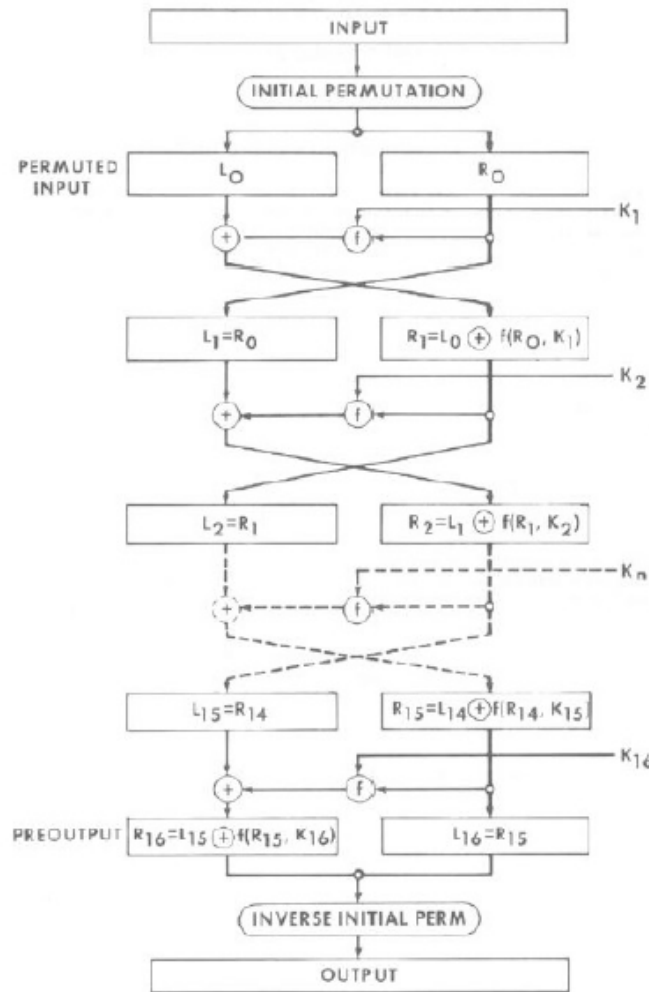 INPUT
INITIAL PERMUTATION
PERMUTED
INPUT
L₀
R₀
K₁
+
f
L₁=R₀
R₁=L₀ ⊕ f(R₀, K₁)
K₂
+
f
L₂=R₁
R₂=L₁ ⊕ f(R₁, K₂)
Kₙ
+
f
L₁₅=R₁₄
R₁₅=L₁₄ ⊕ f(R₁₄, K₁₅)
K₁₆
+
f
PREOUTPUT
R₁₆=L₁₅ ⊕ f(R₁₅, K₁₆)
L₁₆=R₁₅
INVERSE INITIAL PERM
OUTPUT